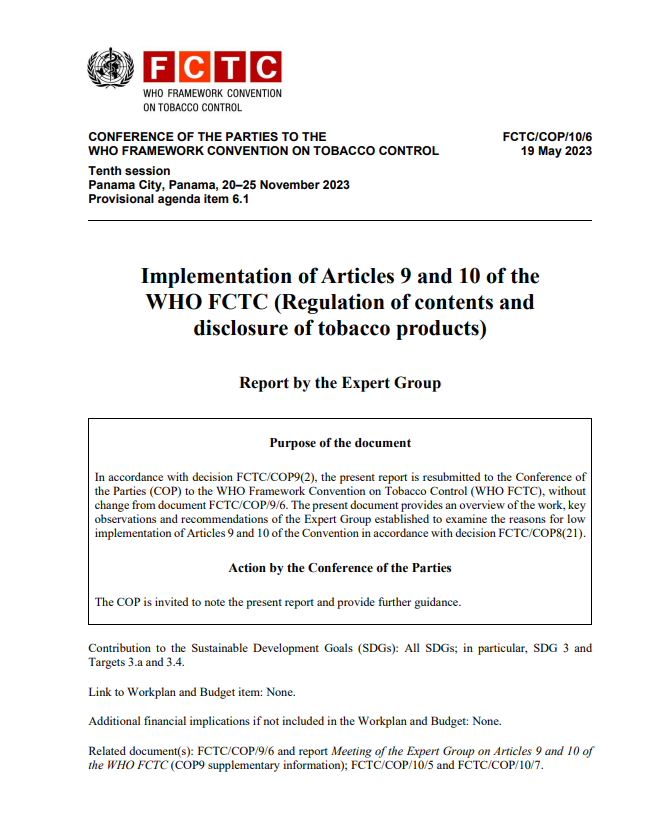 FCTC
WHO FRAMEWORK CONVENTION
ON TOBACCO CONTROL
CONFERENCE OF THE PARTIES TO THE
WHO FRAMEWORK CONVENTION ON TOBACCO CONTROL
FCTC/COP/10/6
19 May 2023
Tenth session
Panama City, Panama, 20–25 November 2023
Provisional agenda item 6.1
Implementation of Articles 9 and 10 of the
WHO FCTC (Regulation of contents and
disclosure of tobacco products)
Report by the Expert Group
Purpose of the document
In accordance with decision FCTC/COP9(2), the present report is resubmitted to the Conference of
the Parties (COP) to the WHO Framework Convention on Tobacco Control (WHO FCTC), without
change from document FCTC/COP/9/6. The present document provides an overview of the work, key
observations and recommendations of the Expert Group established to examine the reasons for low
implementation of Articles 9 and 10 of the Convention in accordance with decision FCTC/COP8(21).
Action by the Conference of the Parties
The COP is invited to note the present report and provide further guidance.
Contribution to the Sustainable Development Goals (SDGs): All SDGs; in particular, SDG 3 and
Targets 3.a and 3.4.
Link to Workplan and Budget item: None.
Additional financial implications if not included in the Workplan and Budget: None.
Related document(s): FCTC/COP/9/6 and report Meeting of the Expert Group on Articles 9 and 10 of
the WHO FCTC (COP9 supplementary information); FCTC/COP/10/5 and FCTC/COP/10/7.